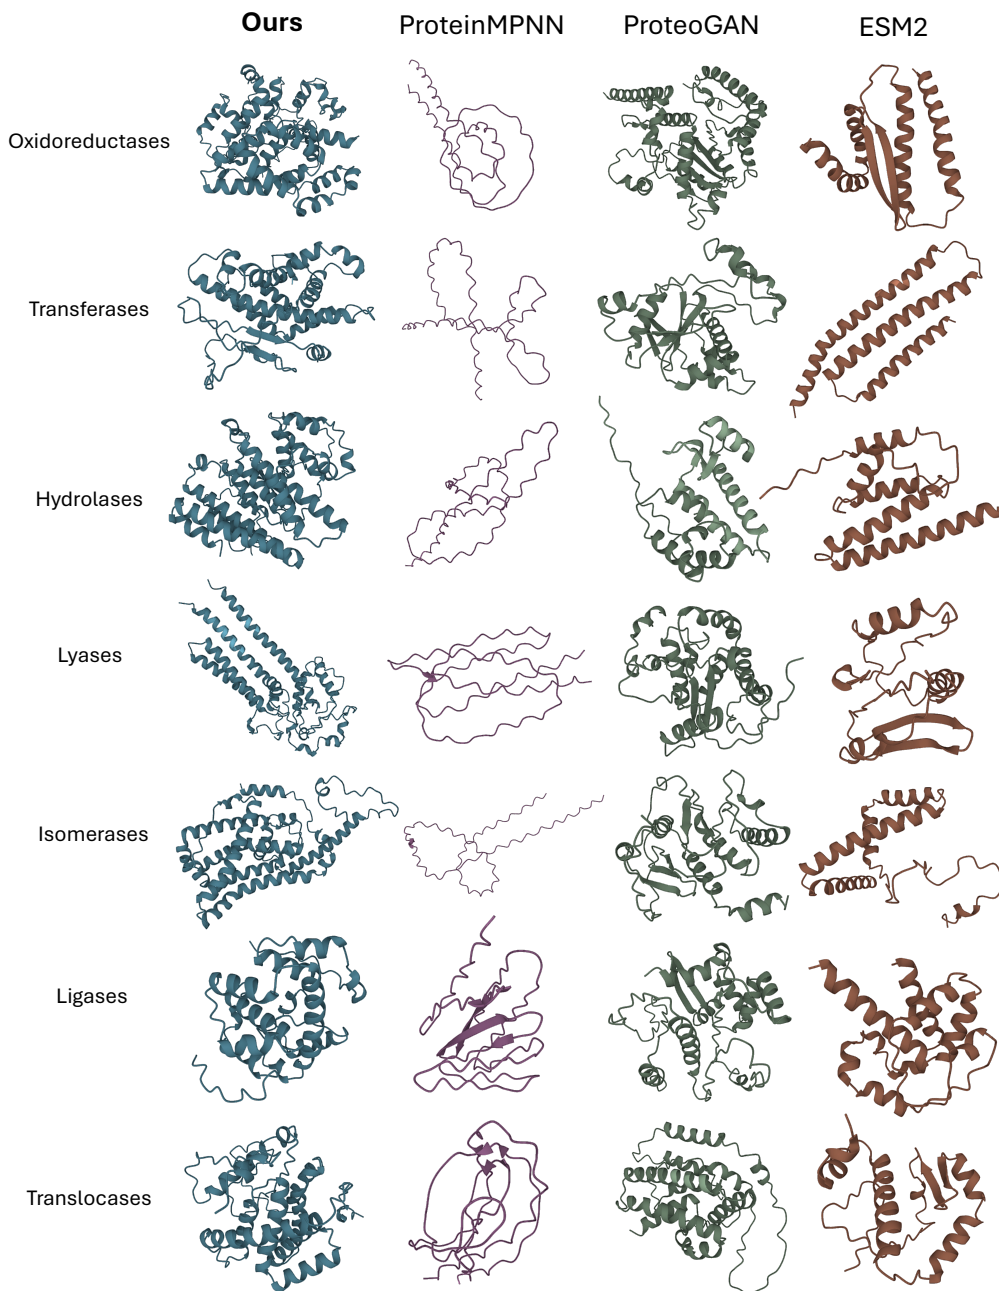 Ours ProteinMPNN ProteoGAN ESM2
Oxidoreductases
Transferases
Hydrolases
Lyases
Isomerases
Ligases
Translocases